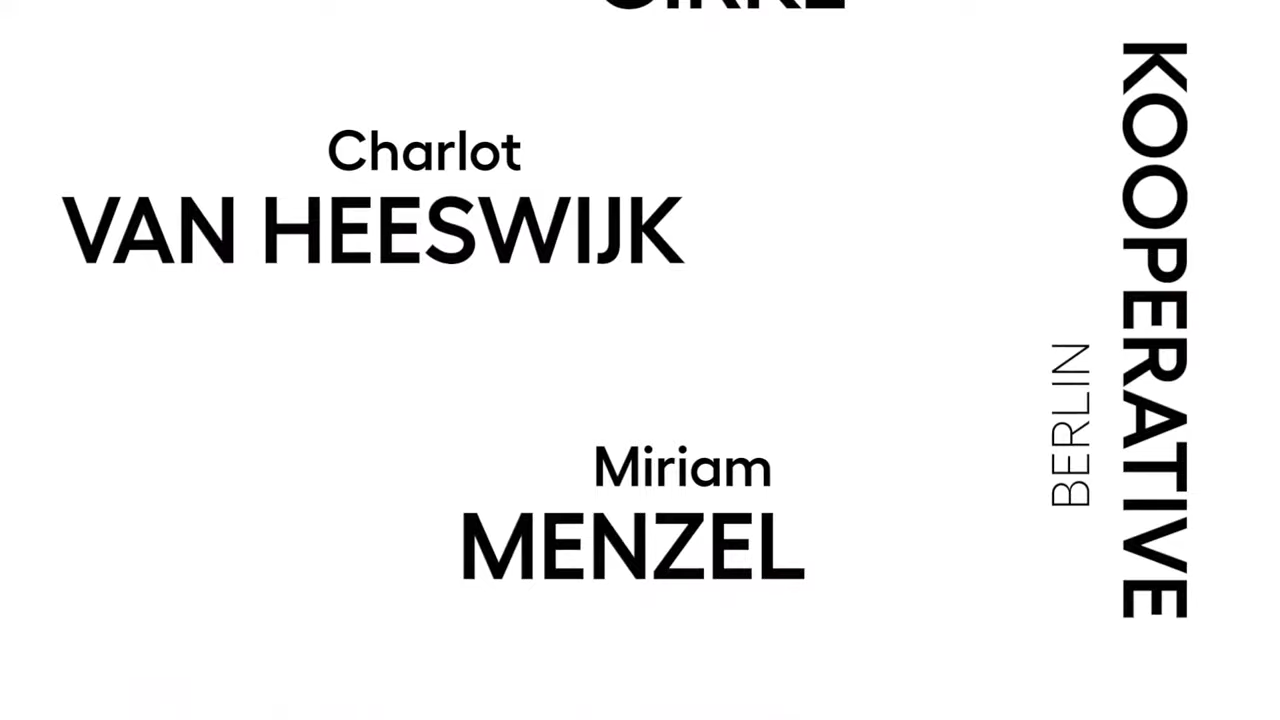 Charlot
VAN HEESWIJK
Miriam
MENZEL
KOOPERATIVE
BERLIN